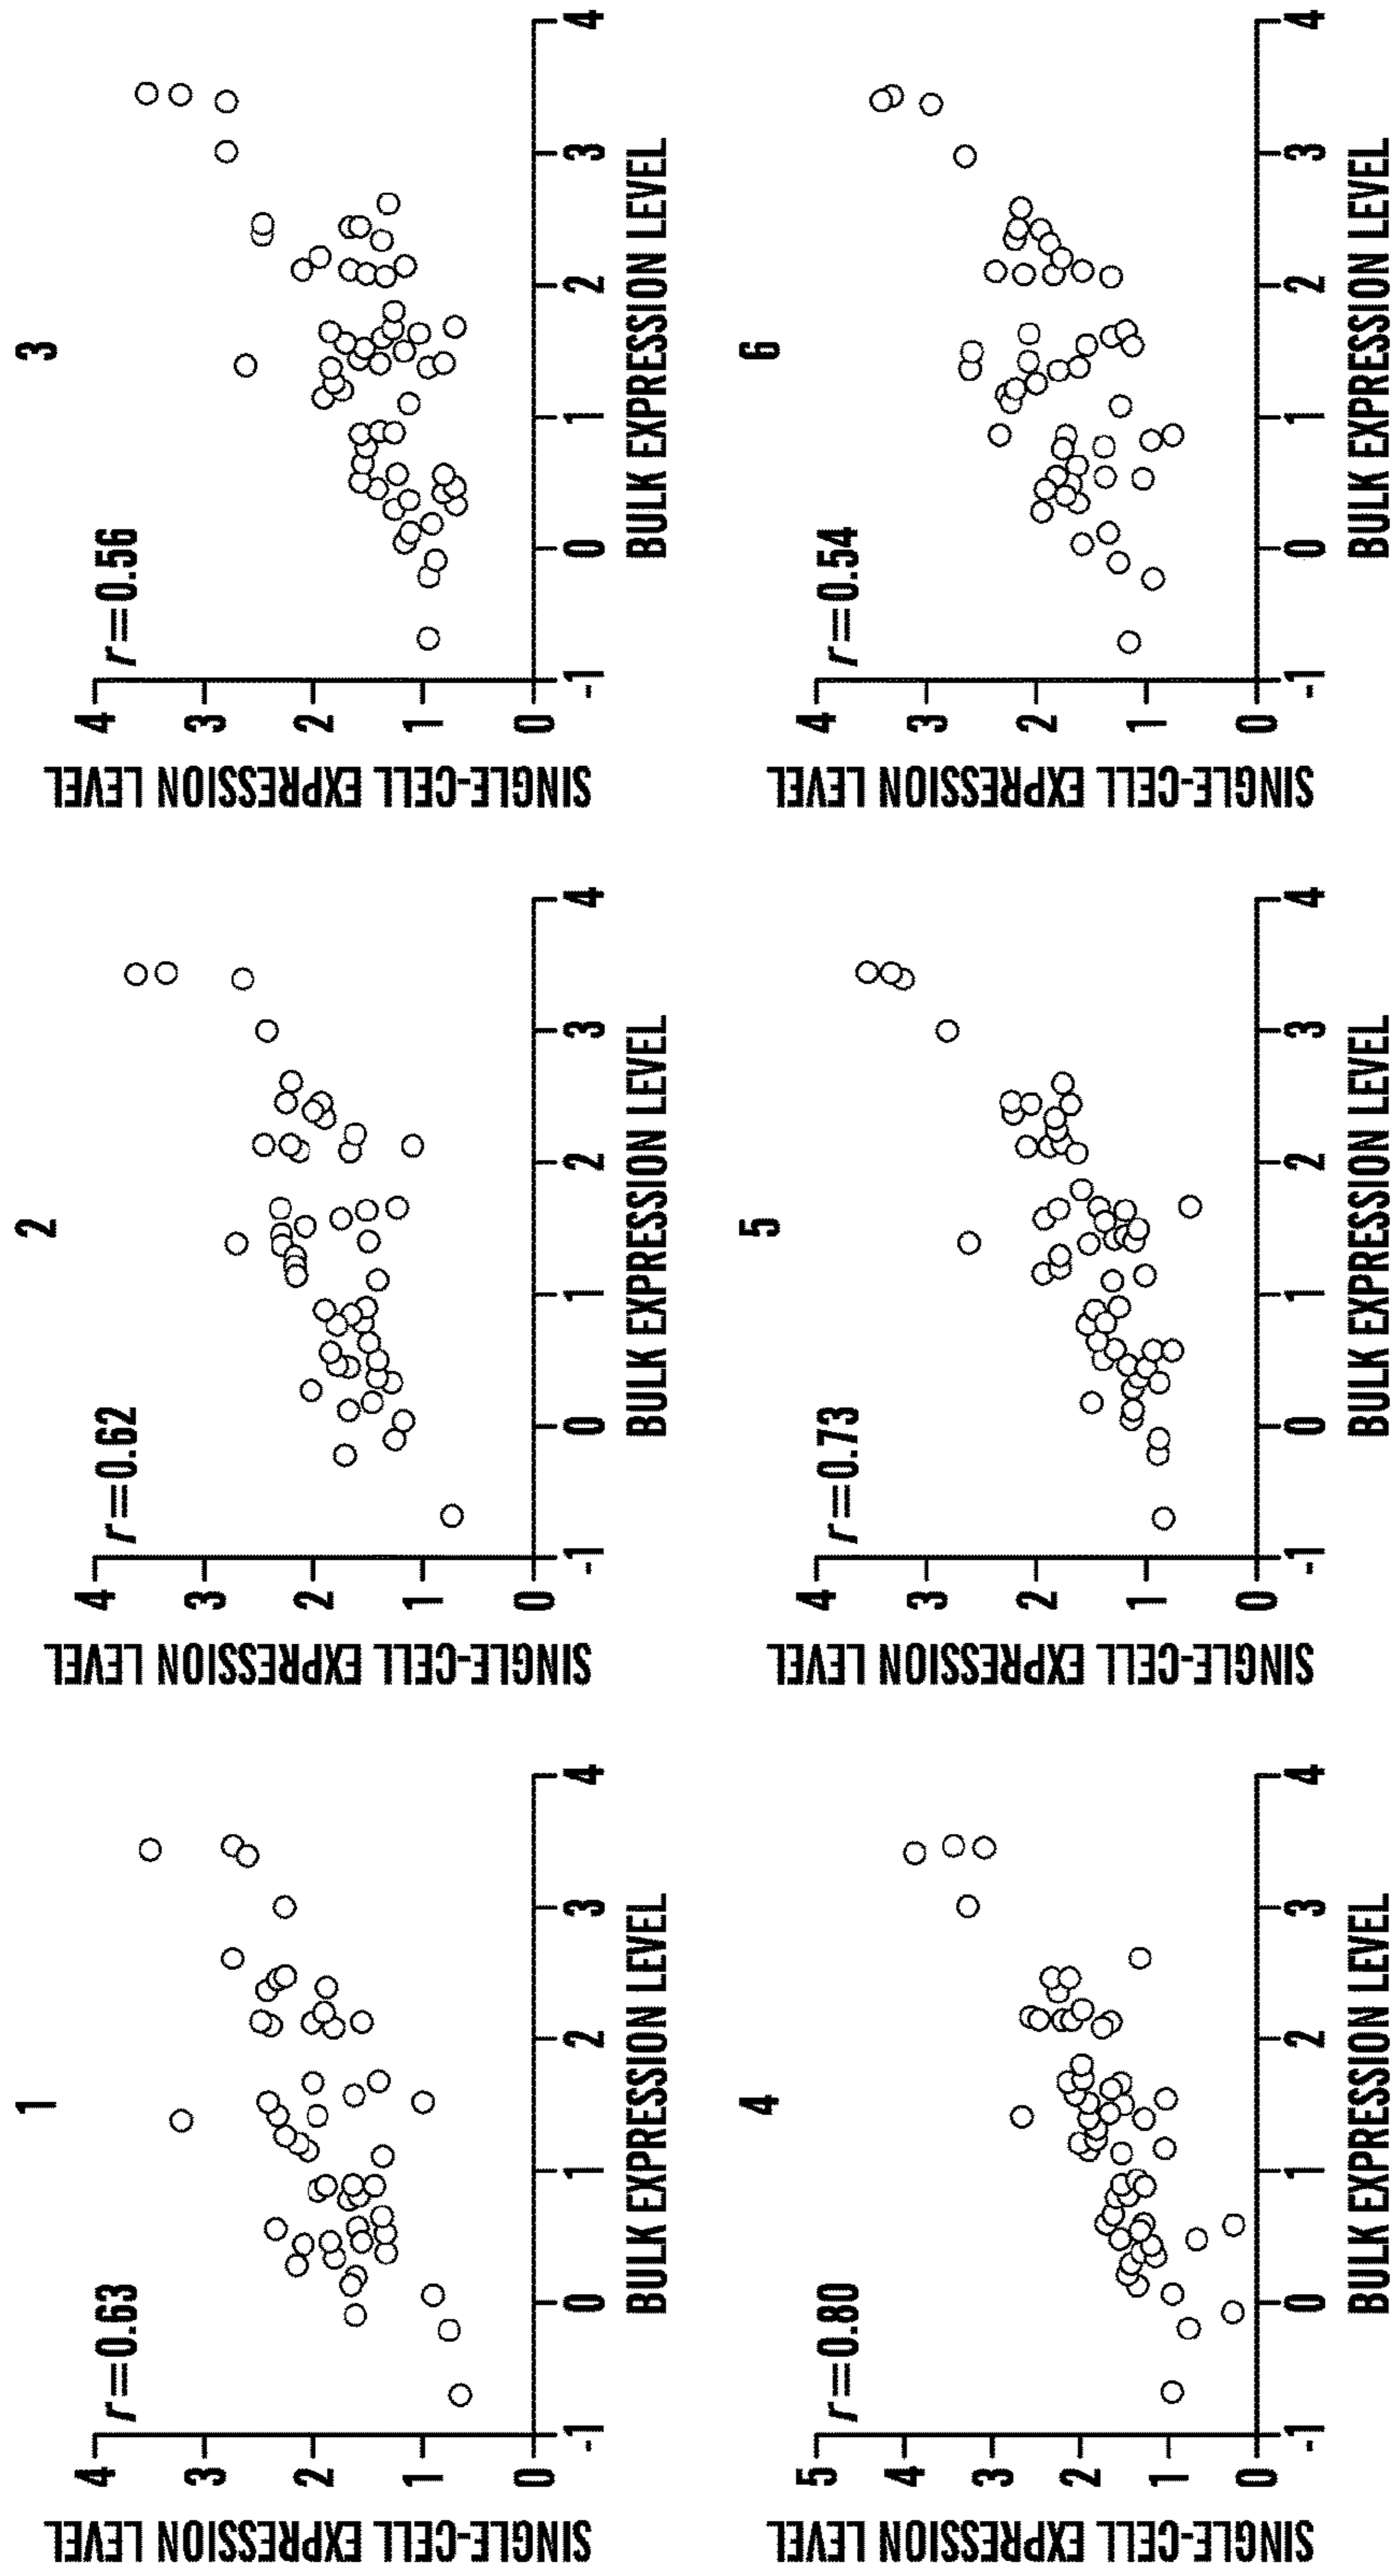 1
r=0.63
SINGLE-CELL EXPRESSION LEVEL
4
3
2
1
0
-1 0 1 2 3 4
BULK EXPRESSION LEVEL
2
r=0.62
SINGLE-CELL EXPRESSION LEVEL
4
3
2
1
0
-1 0 1 2 3 4
BULK EXPRESSION LEVEL
3
r=0.56
SINGLE-CELL EXPRESSION LEVEL
4
3
2
1
0
-1 0 1 2 3 4
BULK EXPRESSION LEVEL
4
r=0.80
SINGLE-CELL EXPRESSION LEVEL
5
4
3
2
1
0
-1 0 1 2 3 4
BULK EXPRESSION LEVEL
5
r=0.73
SINGLE-CELL EXPRESSION LEVEL
4
3
2
1
0
-1 0 1 2 3 4
BULK EXPRESSION LEVEL
6
r=0.54
SINGLE-CELL EXPRESSION LEVEL
4
3
2
1
0
-1 0 1 2 3 4
BULK EXPRESSION LEVEL